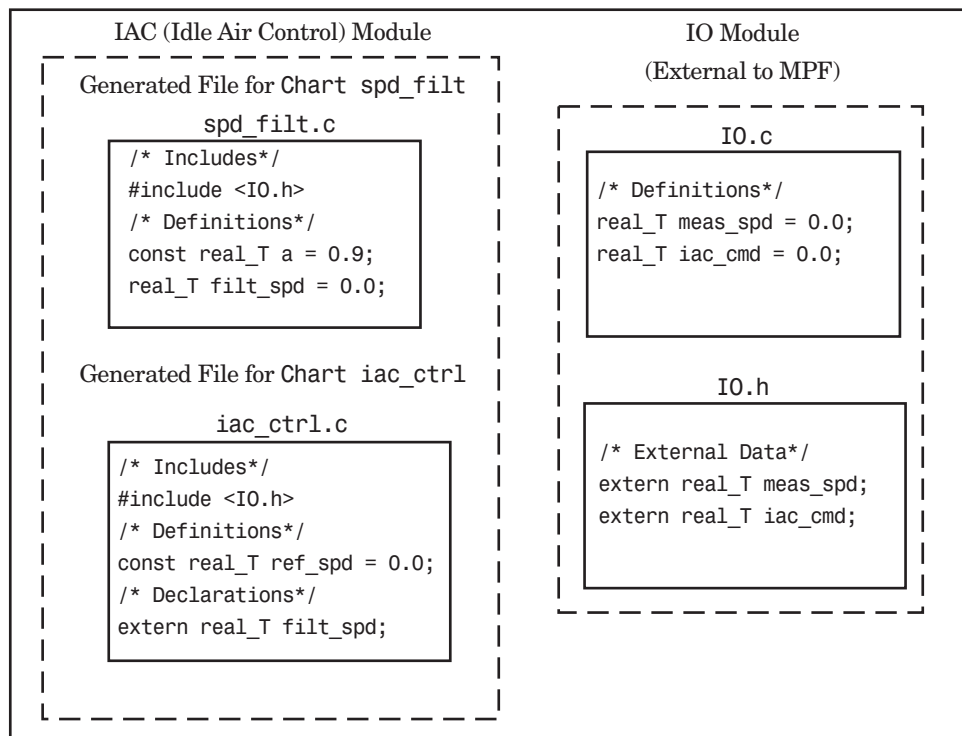 IAC (Idle Air Control) Module
Generated File for Chart spd_filt
spd_filt.c
/* Includes*/
#include <IO.h>
/* Definitions*/
const real_T a = 0.9;
real_T filt_spd = 0.0;
Generated File for Chart iac_ctrl
iac_ctrl.c
/* Includes*/
#include <IO.h>
/* Definitions*/
const real_T ref_spd = 0.0;
/* Declarations*/
extern real_T filt_spd;
IO Module
(External to MPF)
IO.c
/* Definitions*/
real_T meas_spd = 0.0;
real_T iac_cmd = 0.0;
IO.h
/* External Data*/
extern real_T meas_spd;
extern real_T iac_cmd;